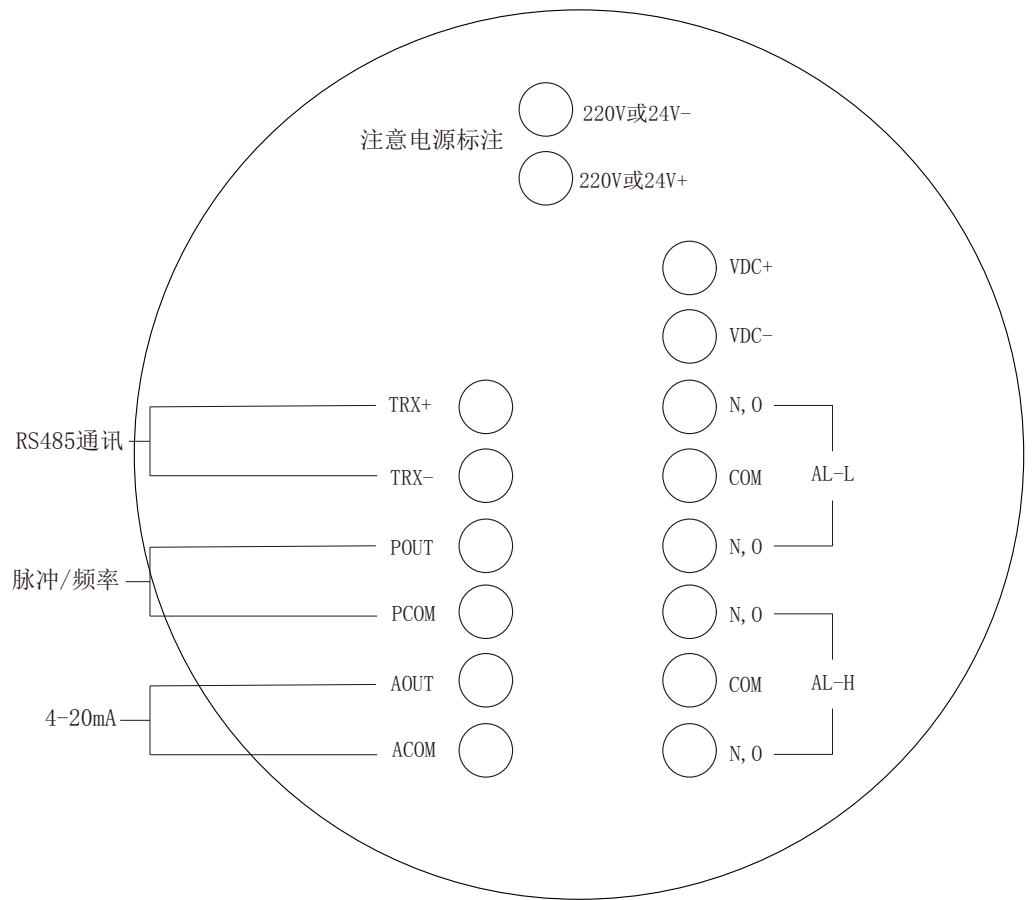 220V或24V-
注意电源标注
220V或24V+
VDC+
VDC-
TRX+
N,O
RS485通讯
TRX-
COM
AL-L
POUT
N,O
脉冲/频率
PCOM
N,O
AOUT
COM
AL-H
4-20mA
ACOM
N,O